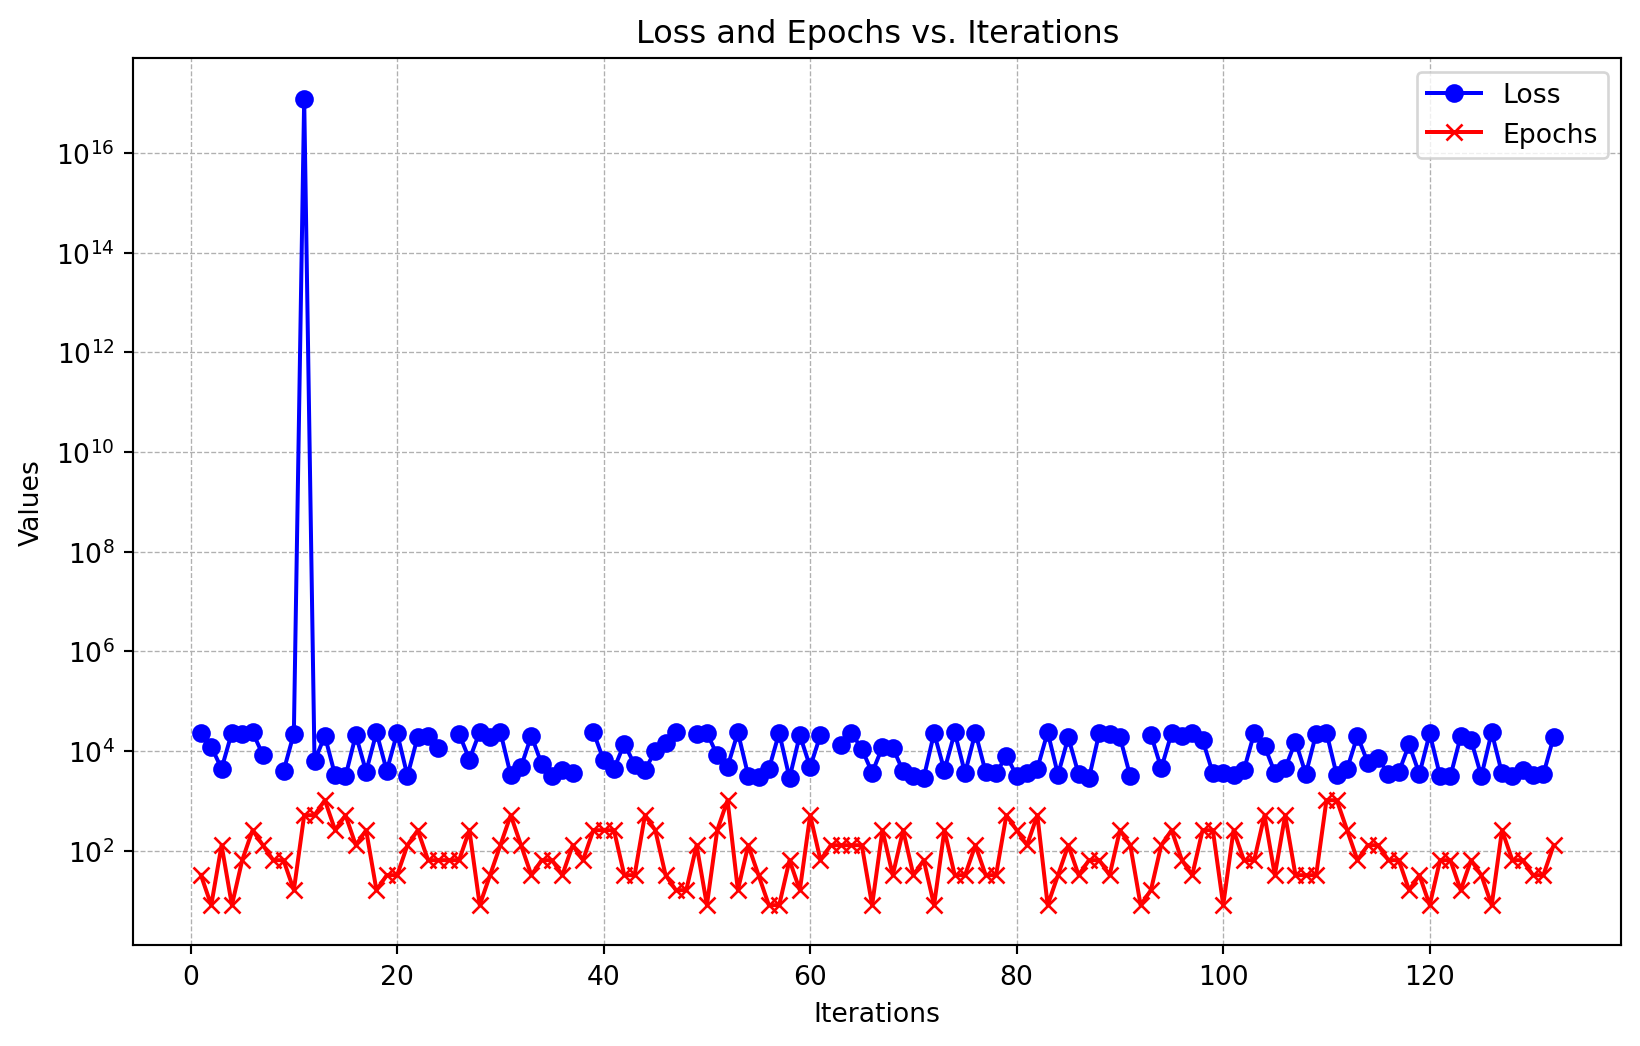 Loss and Epochs vs. Iterations
Loss
Epochs
Values
10^16
10^14
10^12
10^10
10^8
10^6
10^4
10^2
0 20 40 60 80 100 120
Iterations